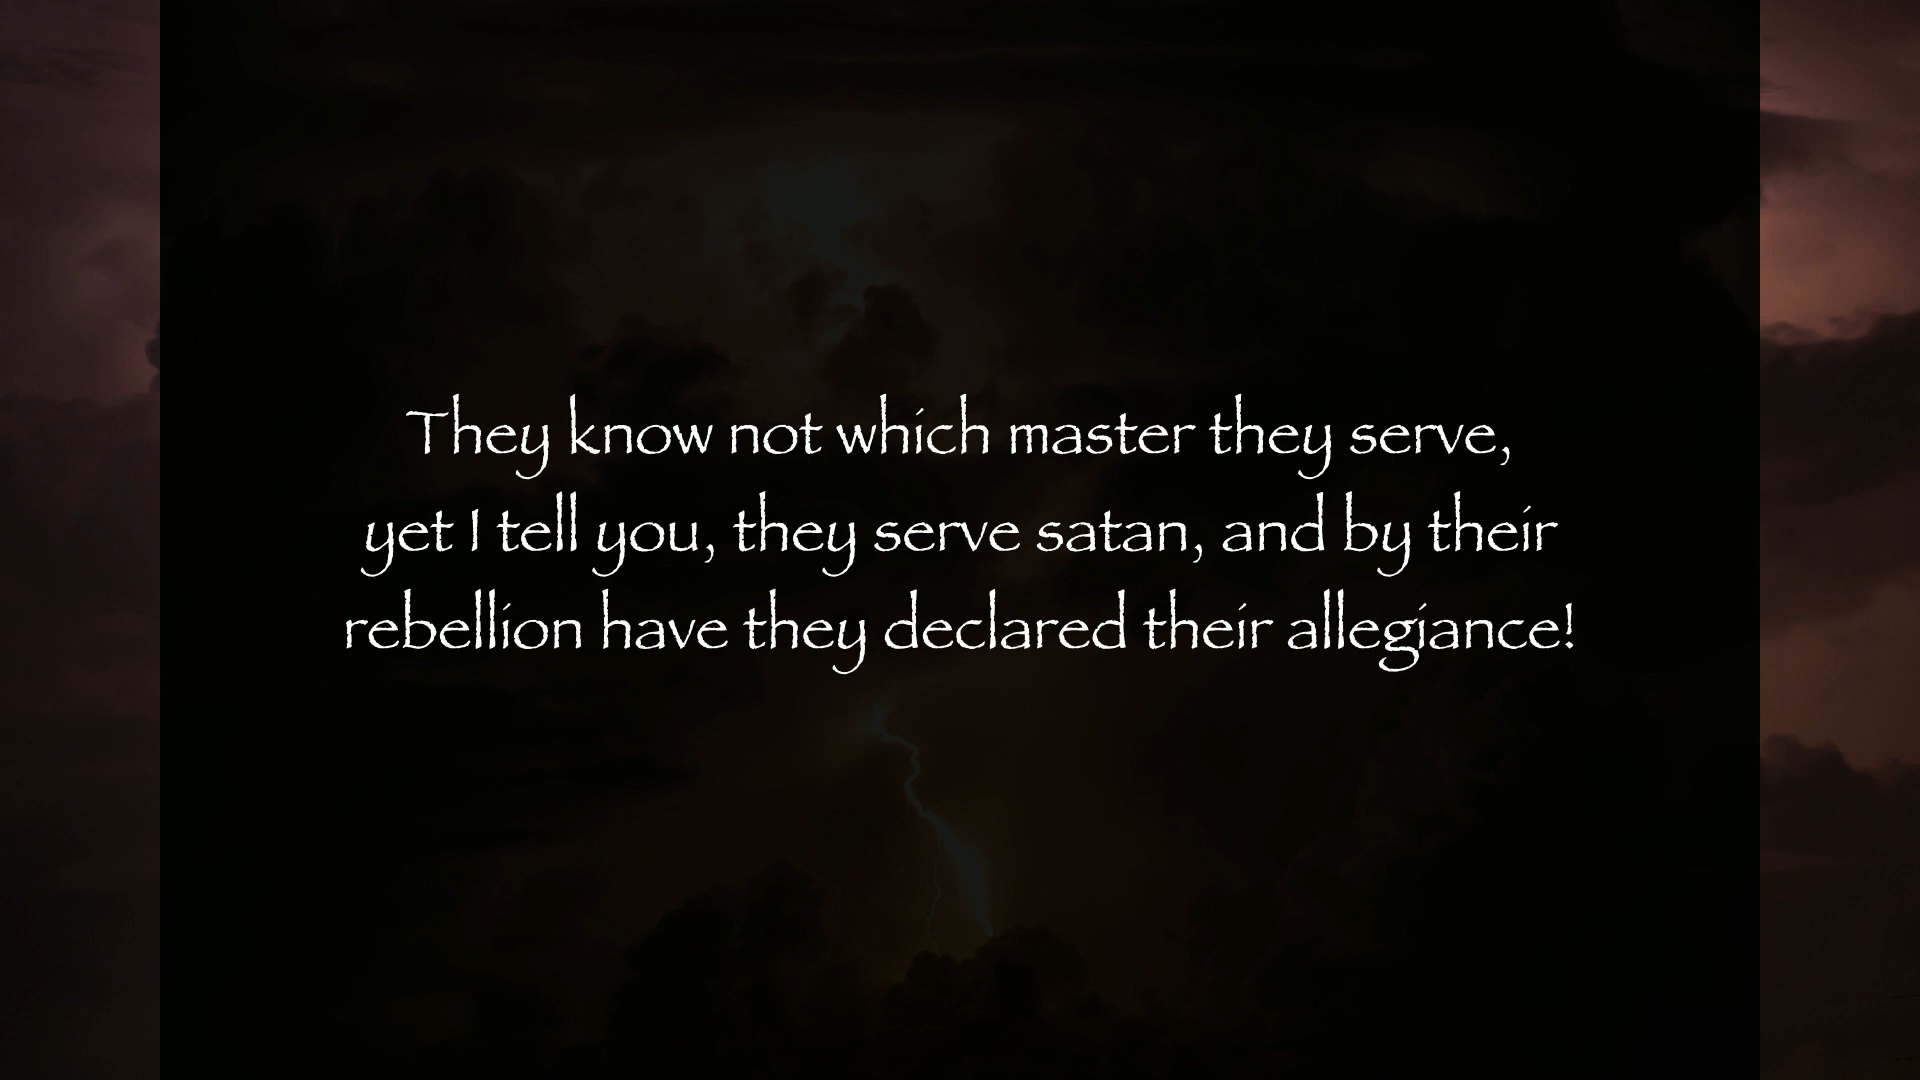 They know not which master they serve,
yet I tell you, they serve satan, and by their
rebellion have they declared their allegiance!